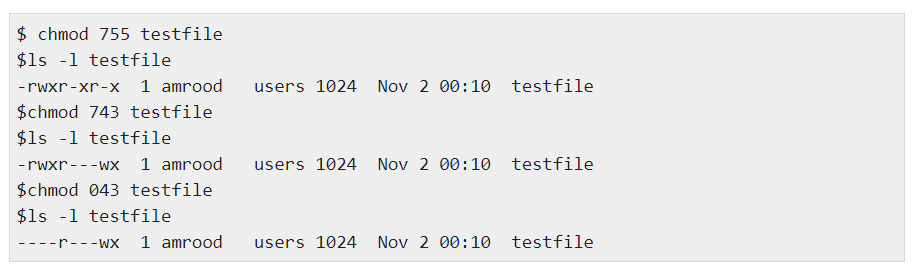 $ chmod 755 testfile
$ls -l testfile
-rwxr-xr-x  1 amrood   users 1024  Nov 2 00:10  testfile
$chmod 743 testfile
$ls -l testfile
-rwxr---wx  1 amrood   users 1024  Nov 2 00:10  testfile
$chmod 043 testfile
$ls -l testfile
----r---wx  1 amrood   users 1024  Nov 2 00:10  testfile